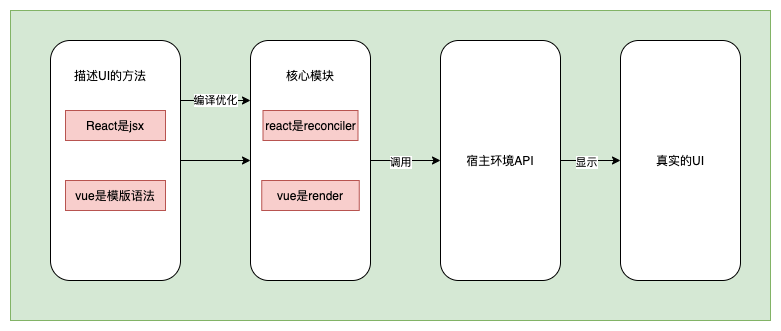 描述UI的方法
React是jsx
vue是模版语法
编译优化
核心模块
react是reconciler
vue是render
调用
宿主环境API
显示
真实的UI